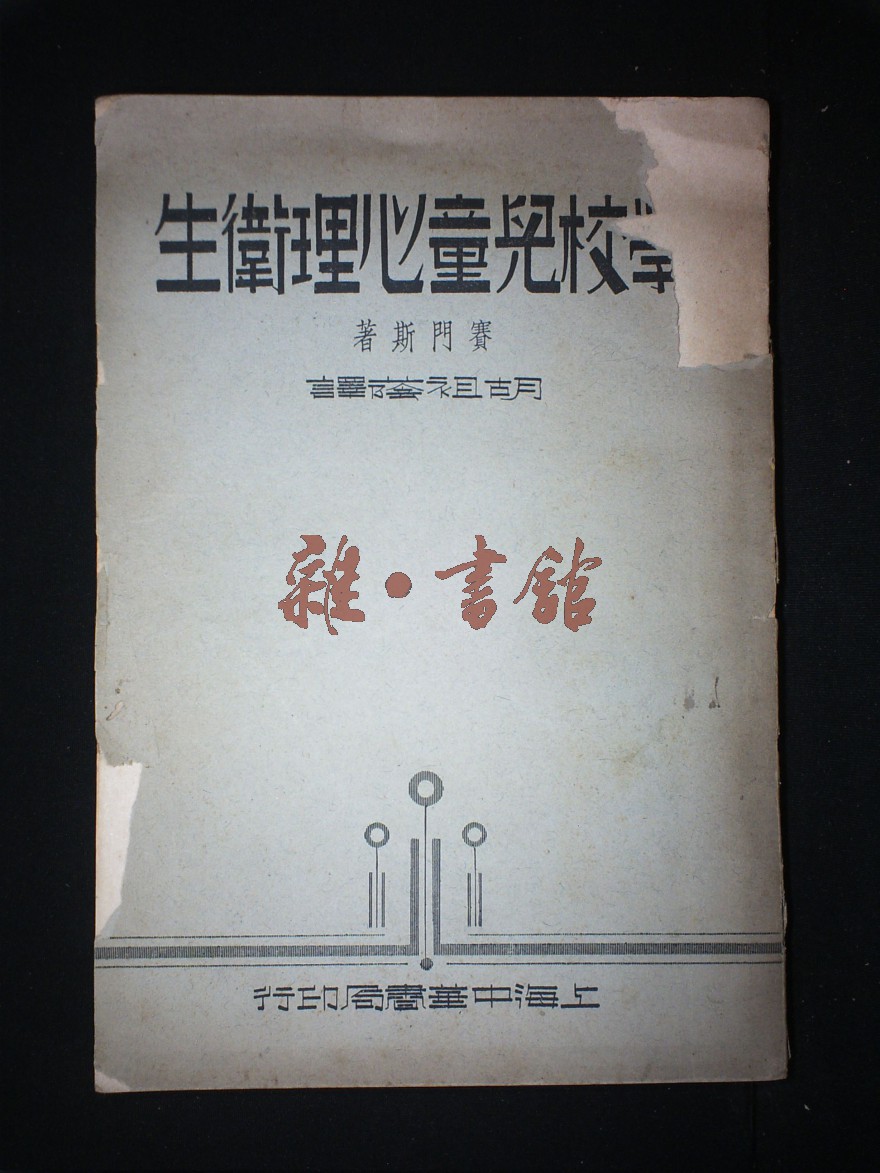 學校兒童心理衞生
賽門斯著
胡祖蔭譯
雜·書館
上海中華書局印行